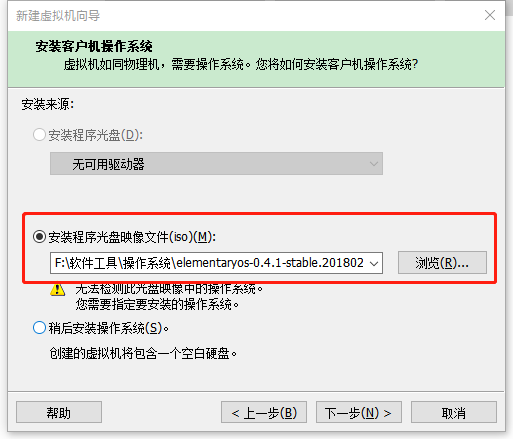 新建虚拟机向导
安装客户机操作系统
虚拟机如同物理机，需要操作系统。您将如何安装客户机操作系统?
安装来源:
安装程序光盘(D):
无可用驱动器
安装程序光盘映像文件(iso)(M):
F:\软件工具\操作系统\elementaryos-0.4.1-stable.201802
浏览(R)...
无法检测此光盘映像中的操作系统。
您需要指定要安装的操作系统。
稍后安装操作系统(S)。
创建的虚拟机将包含一个空白硬盘。
帮助
< 上一步(B)
下一步(N) >
取消